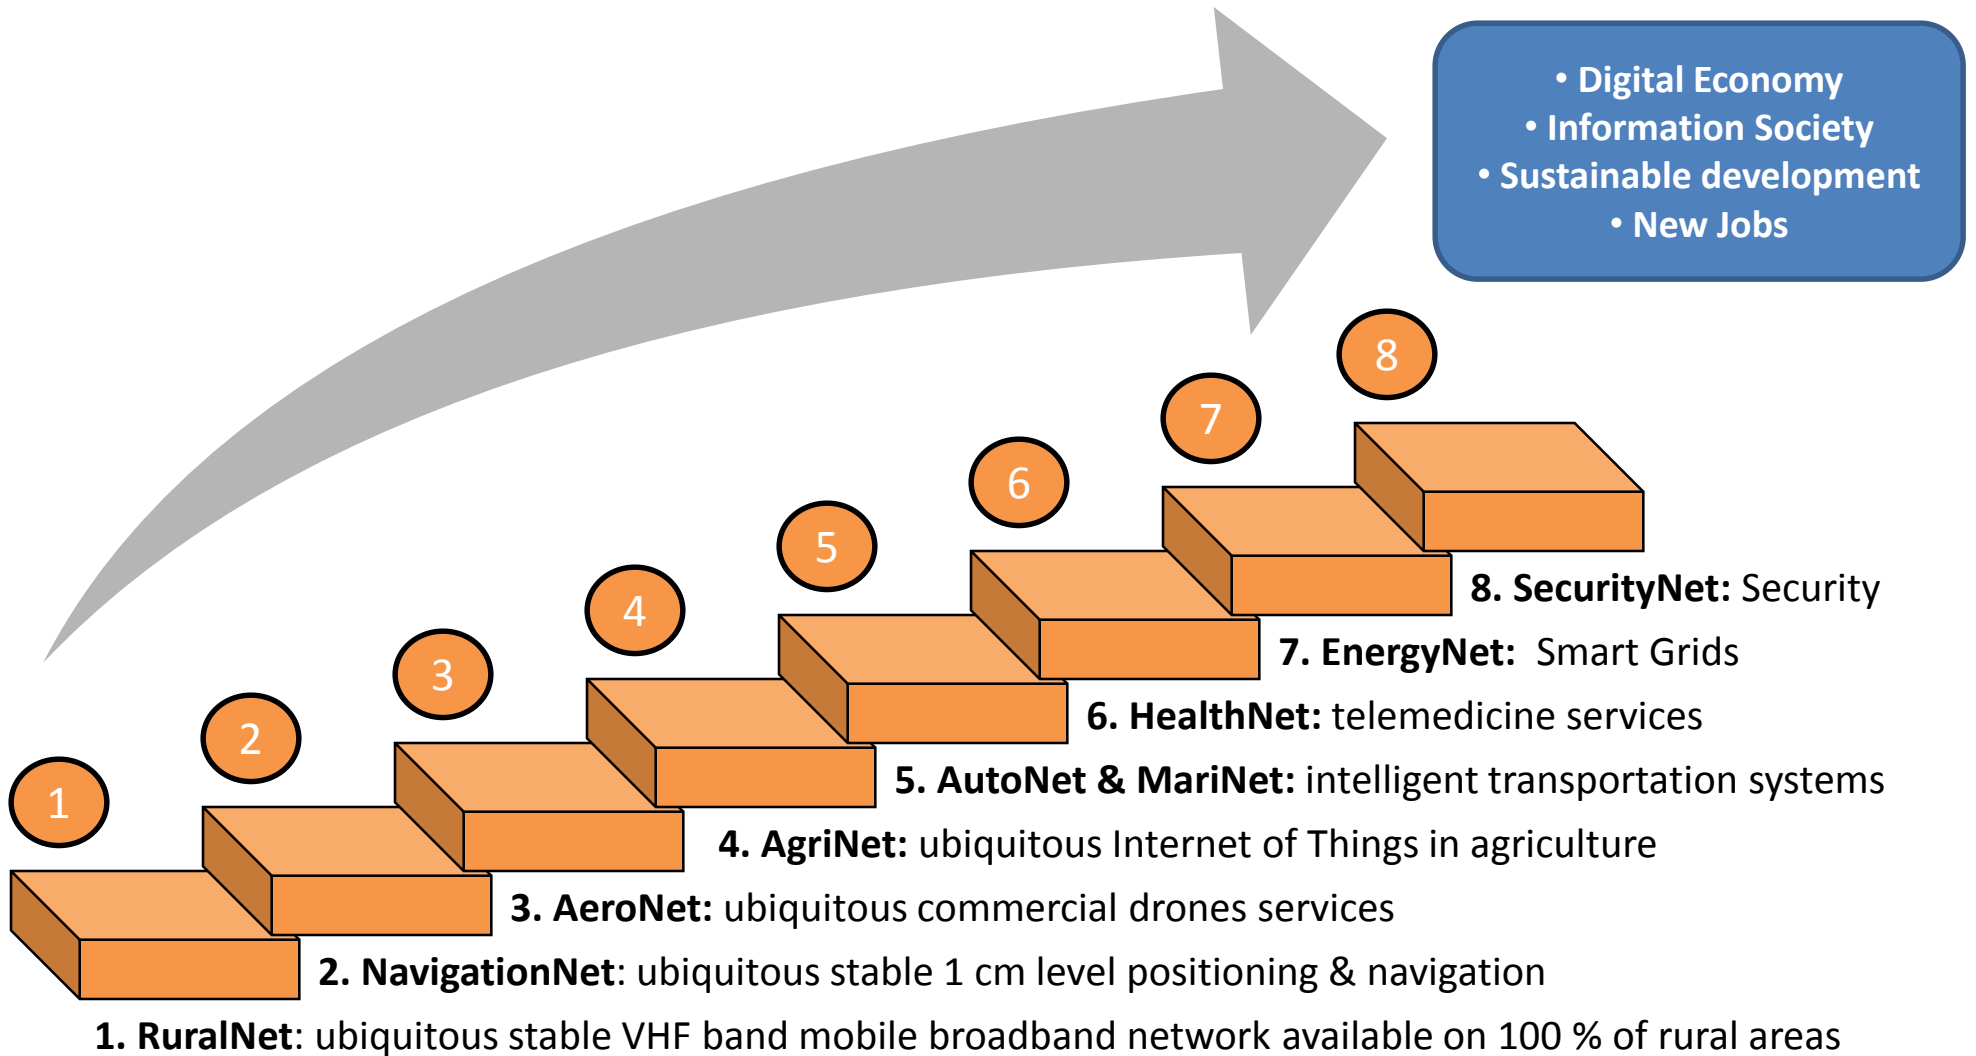 • Digital Economy
• Information Society
• Sustainable development
• New Jobs
8
7
6
5
4
3
2
1
8. SecurityNet: Security
7. EnergyNet: Smart Grids
6. HealthNet: telemedicine services
5. AutoNet & MariNet: intelligent transportation systems
4. AgriNet: ubiquitous Internet of Things in agriculture
3. AeroNet: ubiquitous commercial drones services
2. NavigationNet: ubiquitous stable 1 cm level positioning & navigation
1. RuralNet: ubiquitous stable VHF band mobile broadband network available on 100 % of rural areas